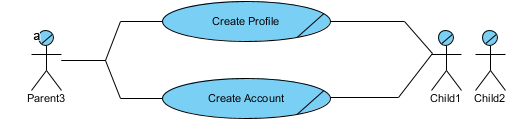 Create Profile
a
Parent3
Create Account
Child1
Child2